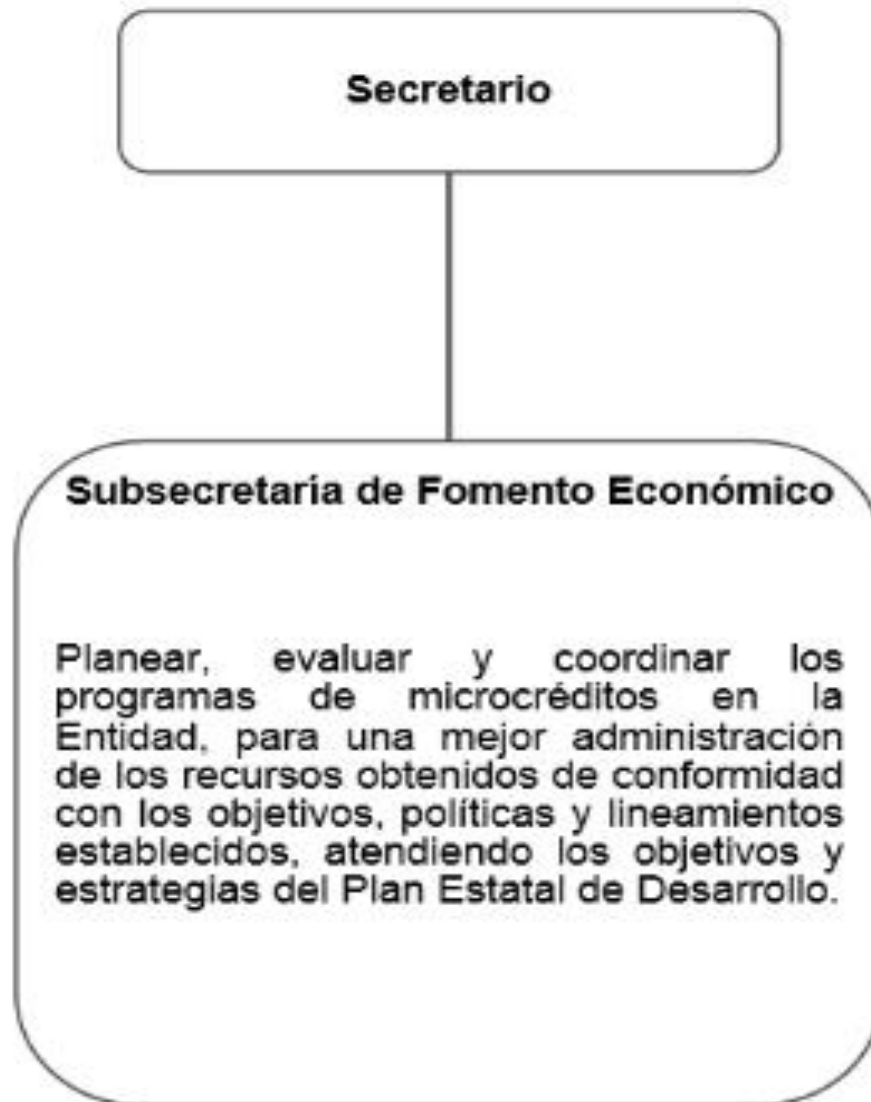 Secretario
Subsecretaría de Fomento Económico
Planear, evaluar y coordinar los
programas de microcréditos en la
Entidad, para una mejor administración
de los recursos obtenidos de conformidad
con los objetivos, políticas y lineamientos
establecidos, atendiendo los objetivos y
estrategias del Plan Estatal de Desarrollo.